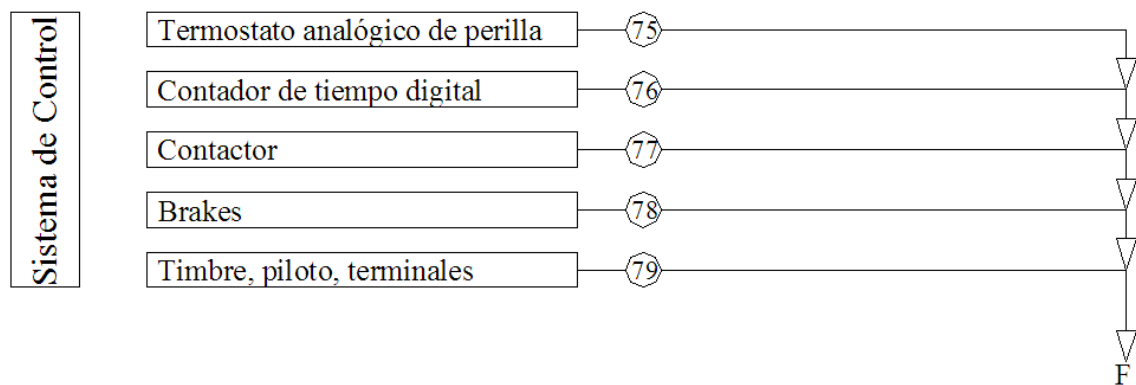 Sistema de Control
Termostato analógico de perilla
75
Contador de tiempo digital
76
Contactor
77
Brakes
78
Timbre, piloto, terminales
79
F